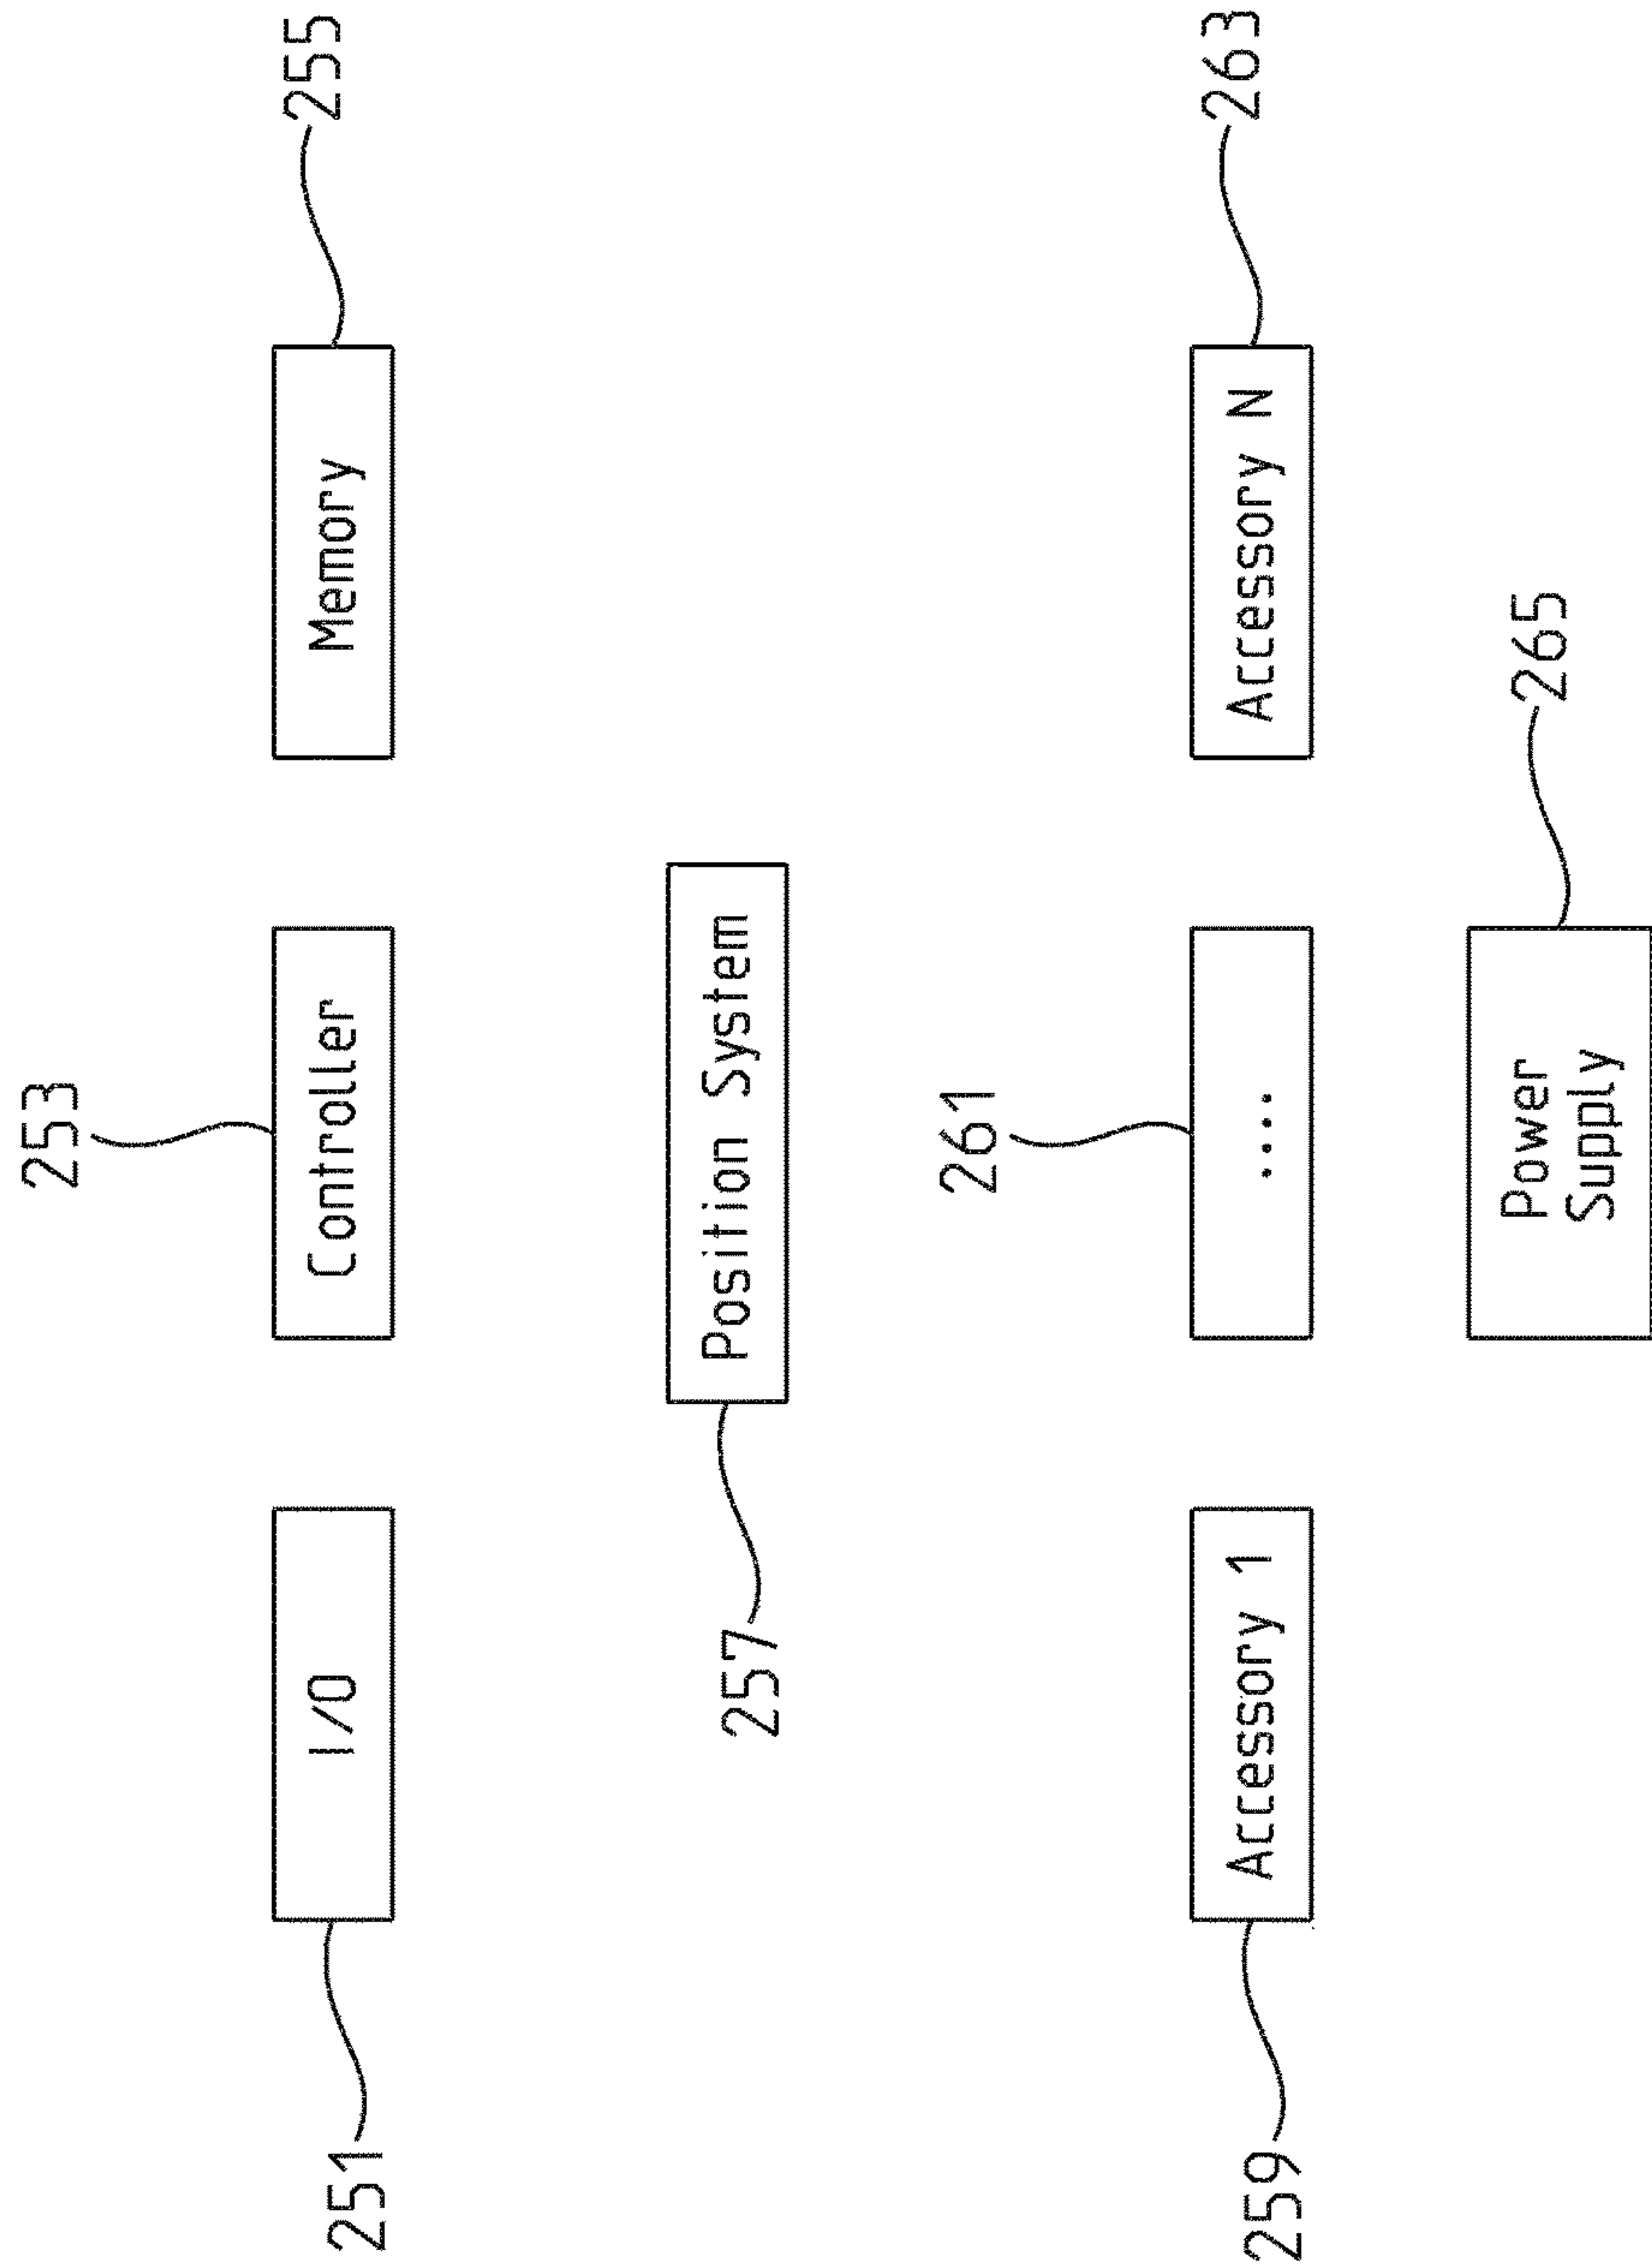 253
251
I/O
Controller
Memory
255
257
Position System
261
259
Accessory 1
....
Accessory N
263
Power
Supply
265